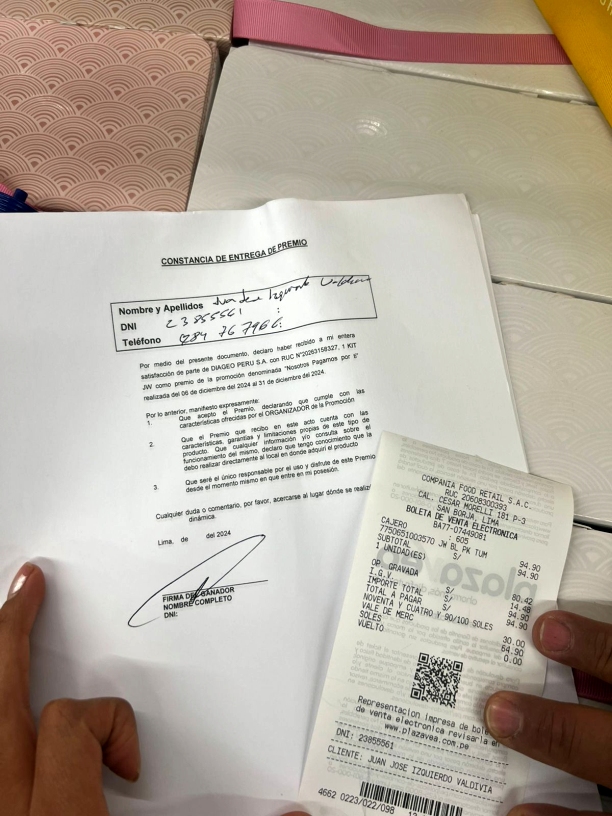 CONSTANCIA DE ENTREGA DE PREMIO
Nombre y Apellidos Izquierdo Valdivia
DNI 23855561
Teléfono 084 767966
Por medio del presente documento, declaro haber recibido a mi entera
satisfacción de parte de DIAGEO PERU S.A. con RUC N°20263158327, 1 KIT
JW como premio de la promoción denominada "Nosotros Pagamos por ti"
realizada del 06 de diciembre del 2024 al 31 de diciembre del 2024.
Por lo anterior, manifiesto expresamente:
1. Que acepto el Premio, declarando que cumple con las
características ofrecidas por el ORGANIZADOR de la Promoción
2. Que el Premio que recibo en este acto cuenta con las
características, garantías y limitaciones propias de este tipo de
producto. Que cualquier información y/o consulta sobre el
funcionamiento del mismo, declaro que tengo conocimiento que la
debo realizar directamente al local en donde adquirí el producto
3. Que seré el único responsable por el uso y disfrute de este Premio
desde el momento mismo en que entre en mi posesión.
Cualquier duda o comentario, por favor, acercarse al lugar dónde se realizó
dinámica.
Lima, de del 2024
FIRMA DEL GANADOR
NOMBRE COMPLETO
DNI:
COMPANIA FOOD RETAIL S.A.C.
RUC 20608300393
CAL. CESAR MORELLI 181 P-3
SAN BORJA, LIMA
BOLETA DE VENTA ELECTRONICA
BA77-07449081
CAJERO : 605
7750651003570 JW BL PK TUM 94.90
SUBTOTAL S/ 94.90
1 UNIDAD(ES)
OP. GRAVADA S/ 80.42
I.G.V. 14.48
IMPORTE TOTAL S/ 94.90
TOTAL A PAGAR S/ 94.90
NOVENTA Y CUATRO Y 90/100 SOLES
VALE DE MERC 30.00
SOLES 64.90
VUELTO 0.00
Representacion impresa de bole
de venta electronica revisarla en
www.plazavea.com.pe
DNI: 23855561
CLIENTE: JUAN JOSE IZQUIERDO VALDIVIA
4662 0223/022/098